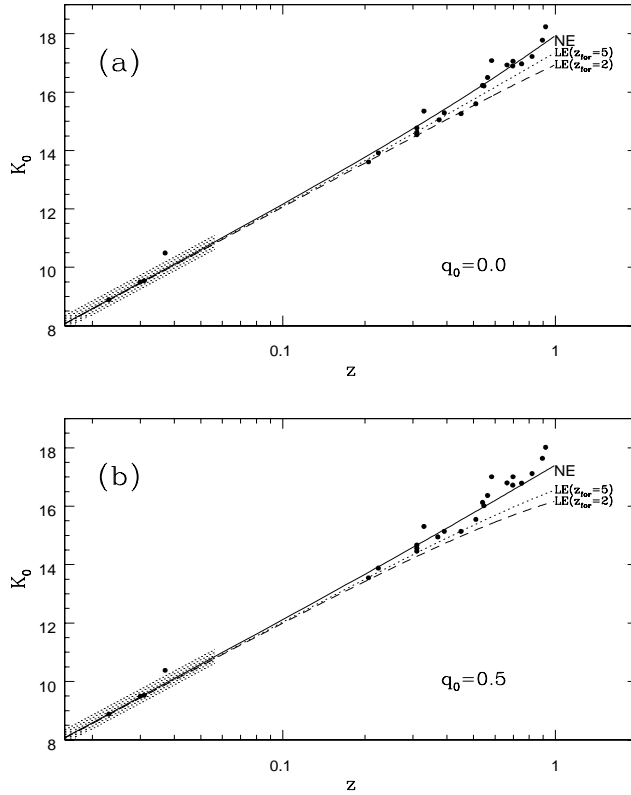 18
16
14
12
10
8
K0
(a)
NE
LE(zfor=5)
LE(zfor=2)
q0=0.0
0.1
1
z
18
16
14
12
10
8
K0
(b)
NE
LE(zfor=5)
LE(zfor=2)
q0=0.5
0.1
1
z